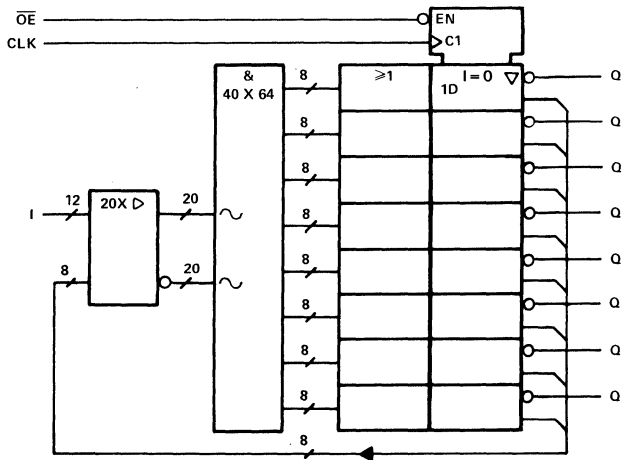 OE EN
CLK C1
& 8 ≥1 I = 0 ▽ Q
40 X 64 1D
8 Q
8 Q
12 20X ▷ 20
I 8 Q
8 20 8 Q
8 Q
8 Q
8 Q
8